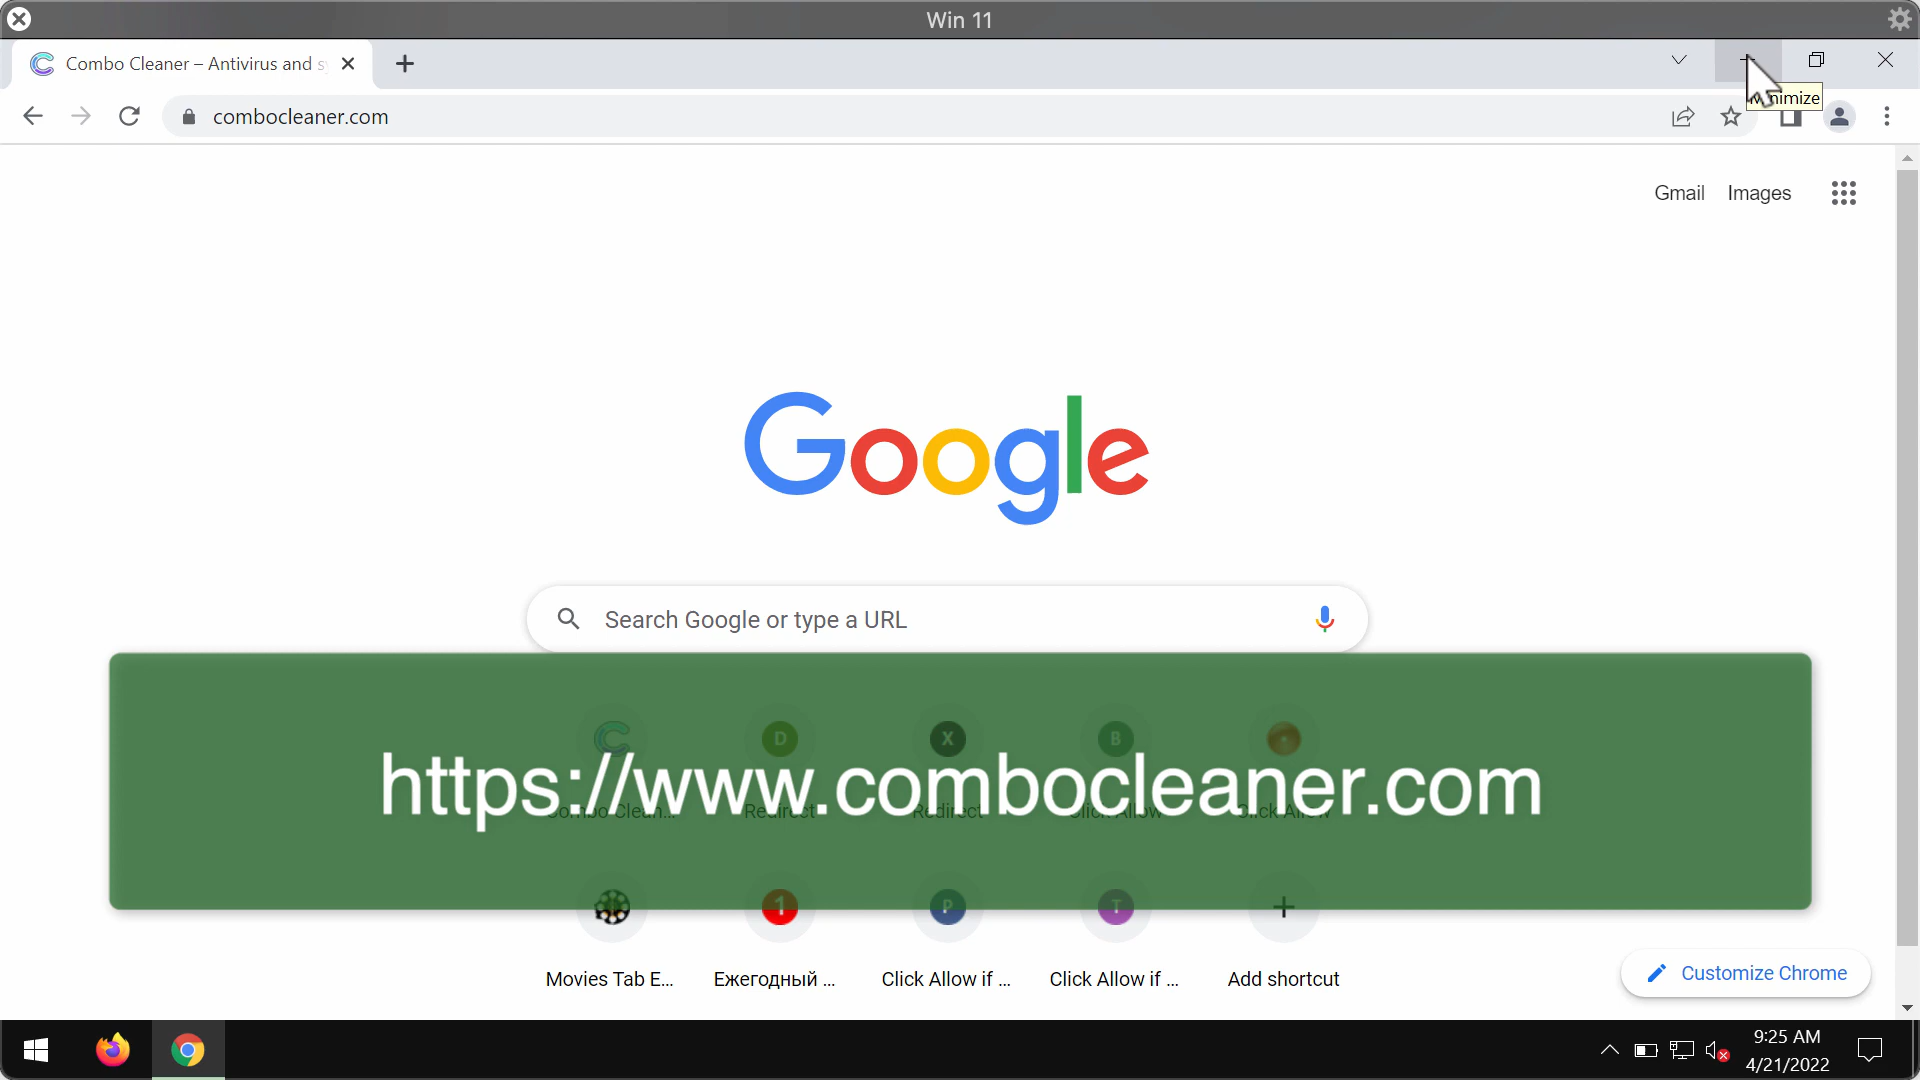 Win 11
Combo Cleaner – Antivirus and s
Minimize
combocleaner.com
Gmail Images
Google
Search Google or type a URL
D X B
https://www.combocleaner.com
Combo Clean... Redirect Redirect Click Allow Click Allow
1 P T
Movies Tab E... Ежегодный ... Click Allow if ... Click Allow if ... Add shortcut
Customize Chrome
9:25 AM
4/21/2022